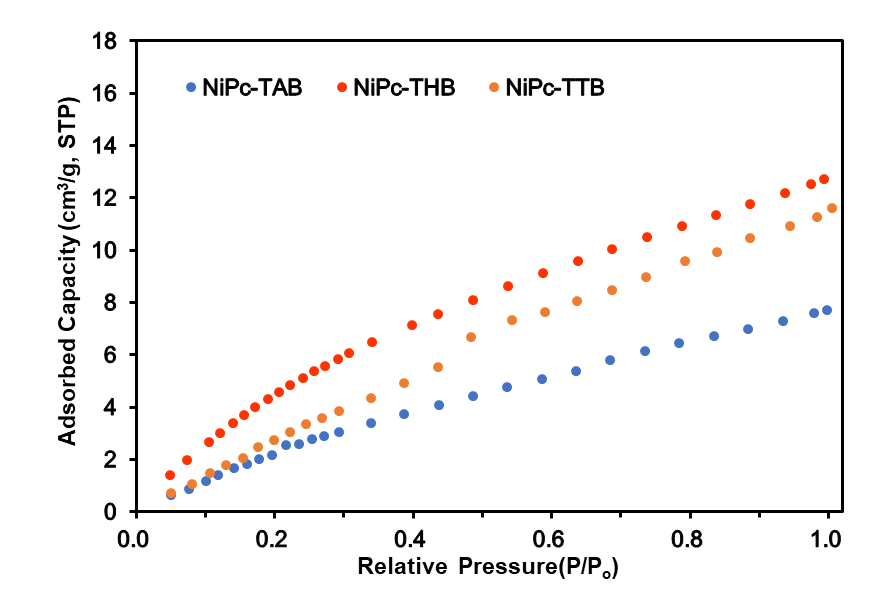 18
16
14
12
10
8
6
4
2
0
NiPc-TAB NiPc-THB NiPc-TTB
Adsorbed Capacity (cm³/g, STP)
0.0 0.2 0.4 0.6 0.8 1.0
Relative Pressure(P/Pₒ)